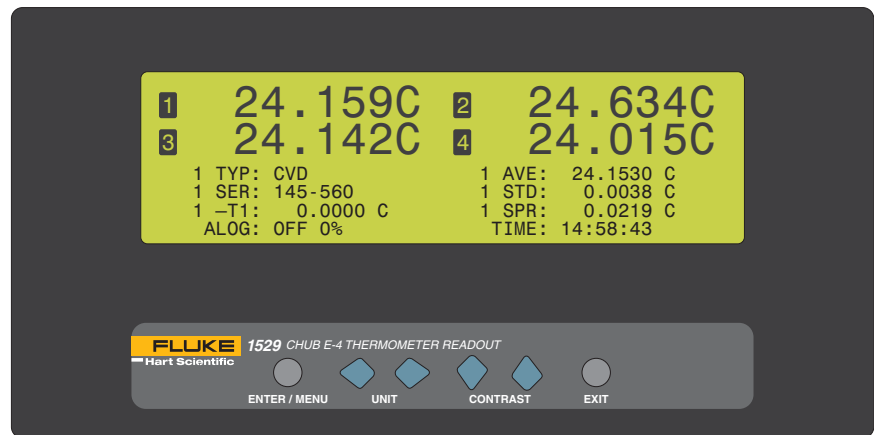 1 24.159C 2 24.634C
3 24.142C 4 24.015C
1 TYP: CVD 1 AVE: 24.1530 C
1 SER: 145-560 1 STD: 0.0038 C
1 –T1: 0.0000 C 1 SPR: 0.0219 C
ALOG: OFF 0% TIME: 14:58:43
FLUKE 1529 CHUB E-4 THERMOMETER READOUT
Hart Scientific
ENTER / MENU UNIT CONTRAST EXIT